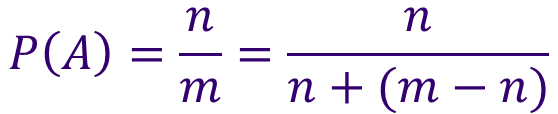 P(A) = n/m = n/(n + (m − n))